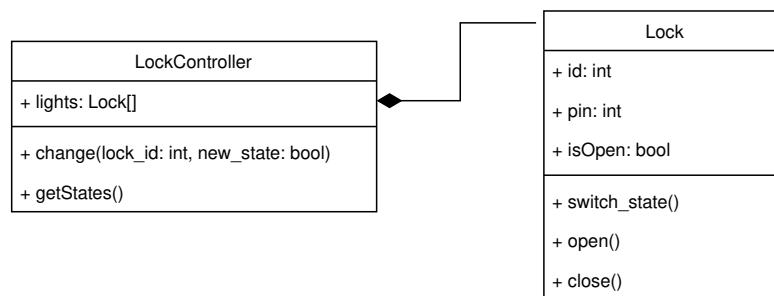 LockController
+ lights: Lock[]
+ change(lock_id: int, new_state: bool)
+ getStates()
Lock
+ id: int
+ pin: int
+ isOpen: bool
+ switch_state()
+ open()
+ close()